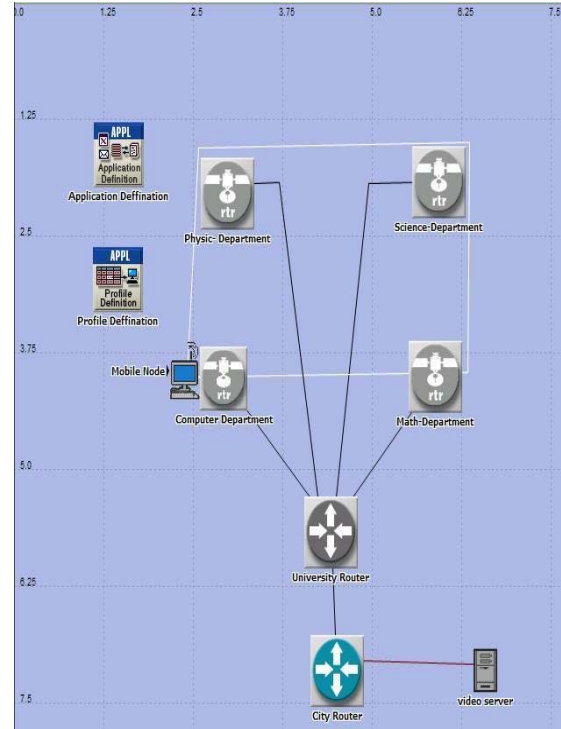 0.0 1.25 2.5 3.75 5.0 6.25 7.5
1.25
APPL
Application
Definition
Application Deffination
rtr
Physic- Department
rtr
Science-Department
2.5
APPL
Profile
Definition
Profile Deffination
3.75
Mobile Node
rtr
Computer Department
rtr
Math-Department
5.0
University Router
6.25
City Router
video server
7.5